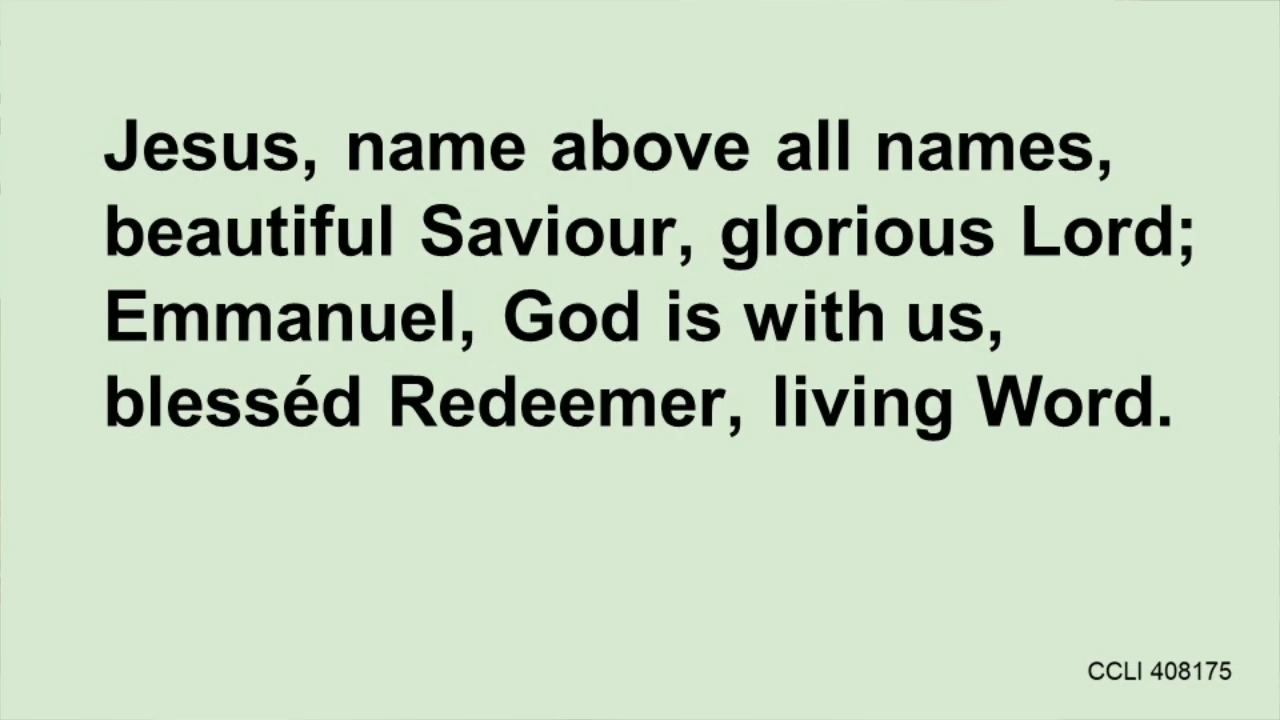 Jesus, name above all names,
beautiful Saviour, glorious Lord;
Emmanuel, God is with us,
blesséd Redeemer, living Word.
CCLI 408175